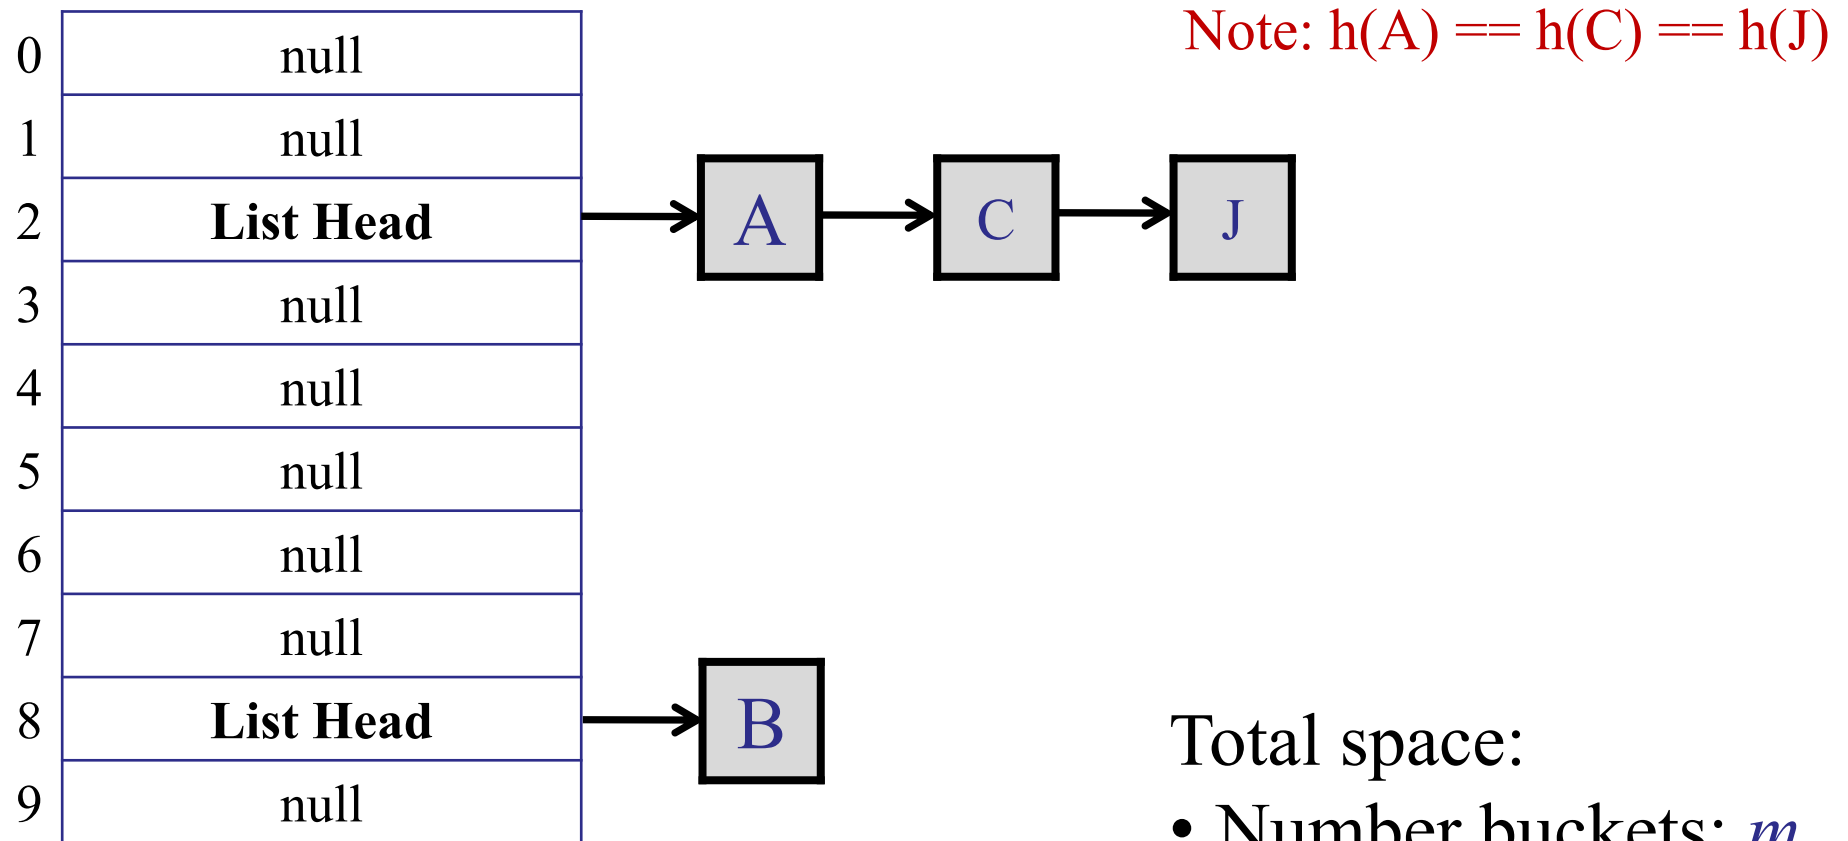 Note: h(A) == h(C) == h(J)
0 null
1 null
2 List Head A C J
3 null
4 null
5 null
6 null
7 null
8 List Head B
9 null
Total space:
• Number buckets: m